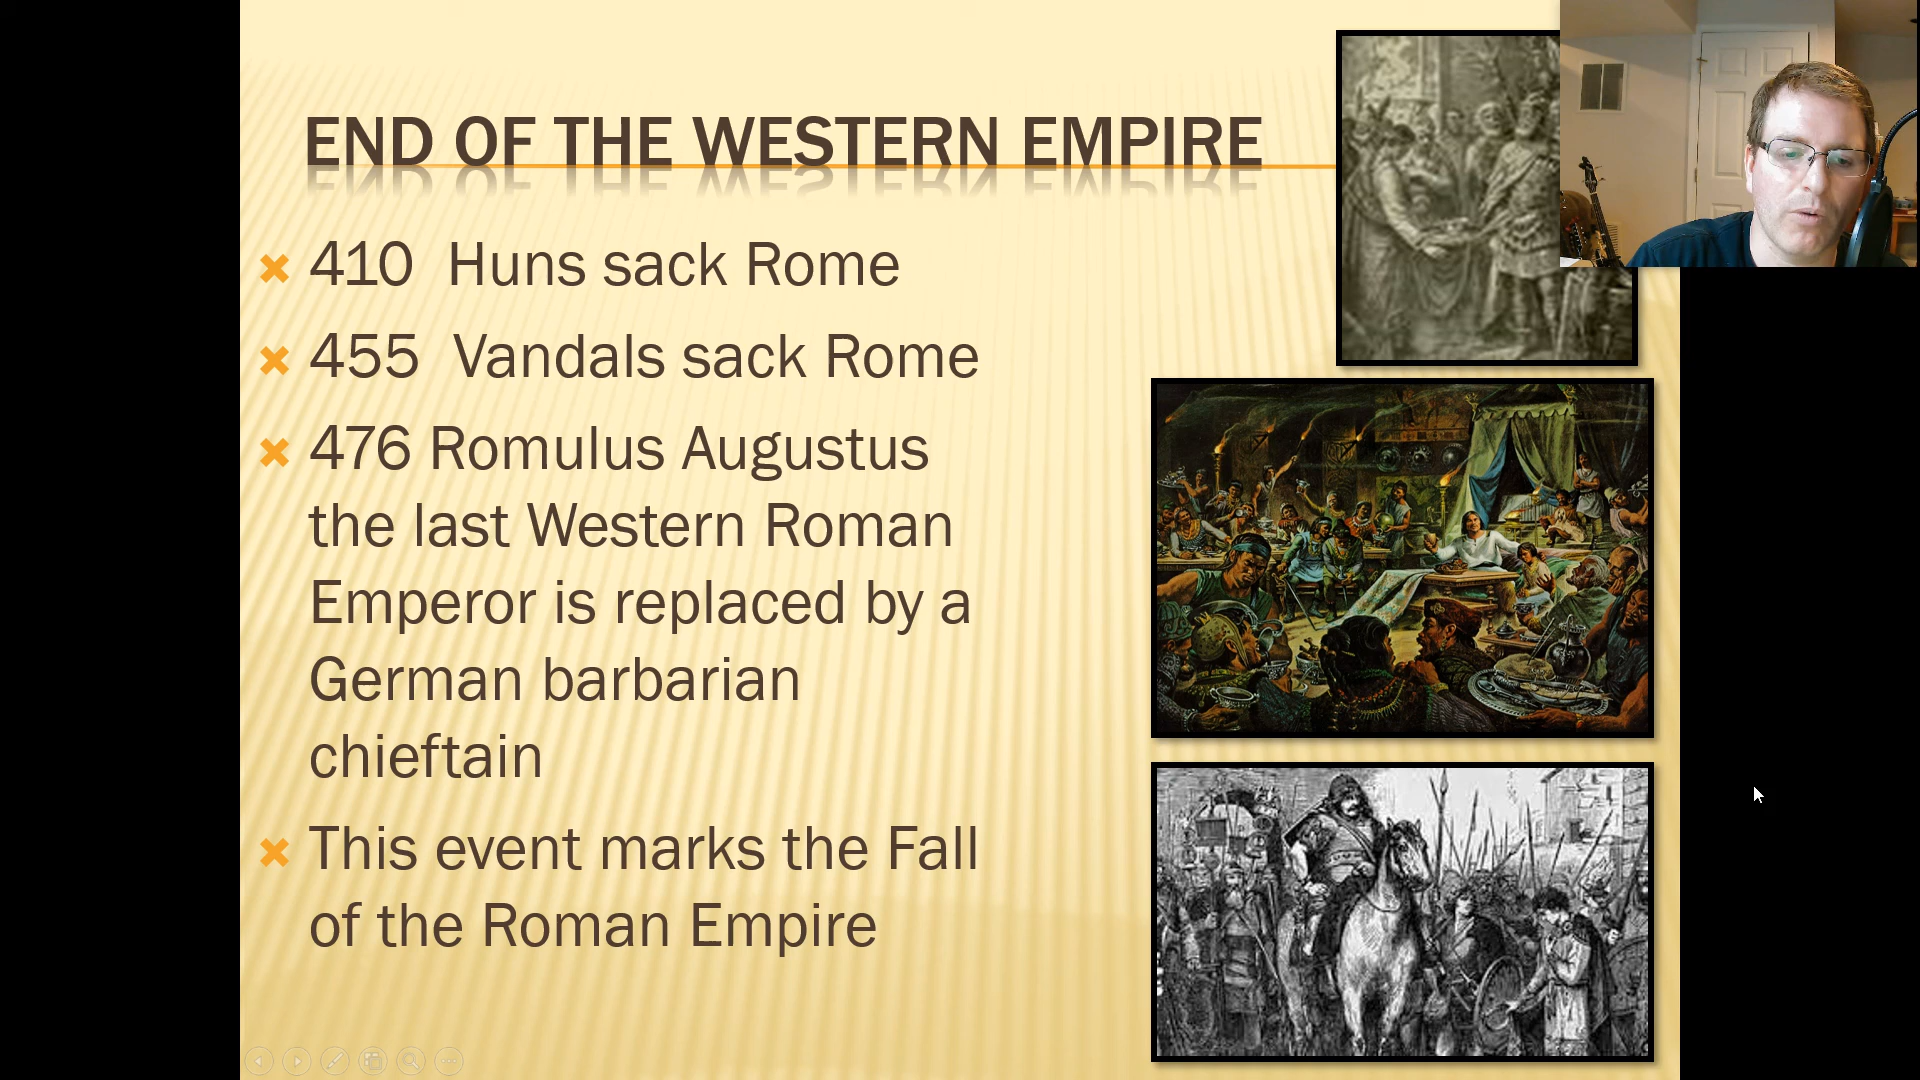 END OF THE WESTERN EMPIRE
410 Huns sack Rome
455 Vandals sack Rome
476 Romulus Augustus
the last Western Roman
Emperor is replaced by a
German barbarian
chieftain
This event marks the Fall
of the Roman Empire